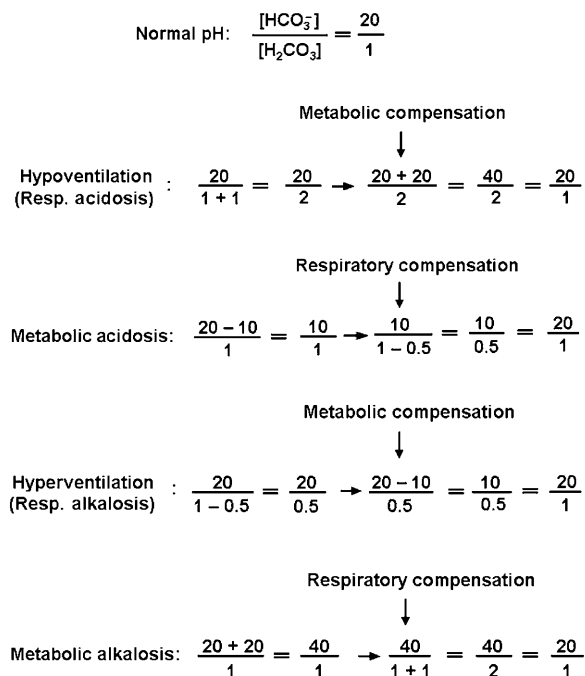 Normal pH: [HCO₃⁻] / [H₂CO₃] = 20 / 1
Metabolic compensation
Hypoventilation
(Resp. acidosis) : 20 / 1 + 1 = 20 / 2 → 20 + 20 / 2 = 40 / 2 = 20 / 1
Respiratory compensation
Metabolic acidosis: 20 – 10 / 1 = 10 / 1 → 10 / 1 – 0.5 = 10 / 0.5 = 20 / 1
Metabolic compensation
Hyperventilation
(Resp. alkalosis) : 20 / 1 – 0.5 = 20 / 0.5 → 20 – 10 / 0.5 = 10 / 0.5 = 20 / 1
Respiratory compensation
Metabolic alkalosis: 20 + 20 / 1 = 40 / 1 → 40 / 1 + 1 = 40 / 2 = 20 / 1